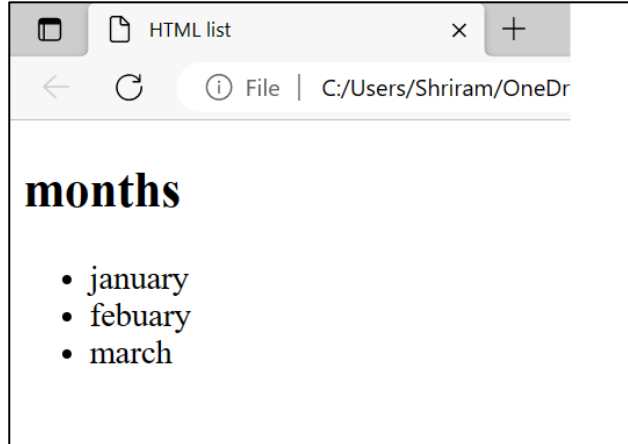 HTML list
File | C:/Users/Shriram/OneDr
months
• january
• febuary
• march